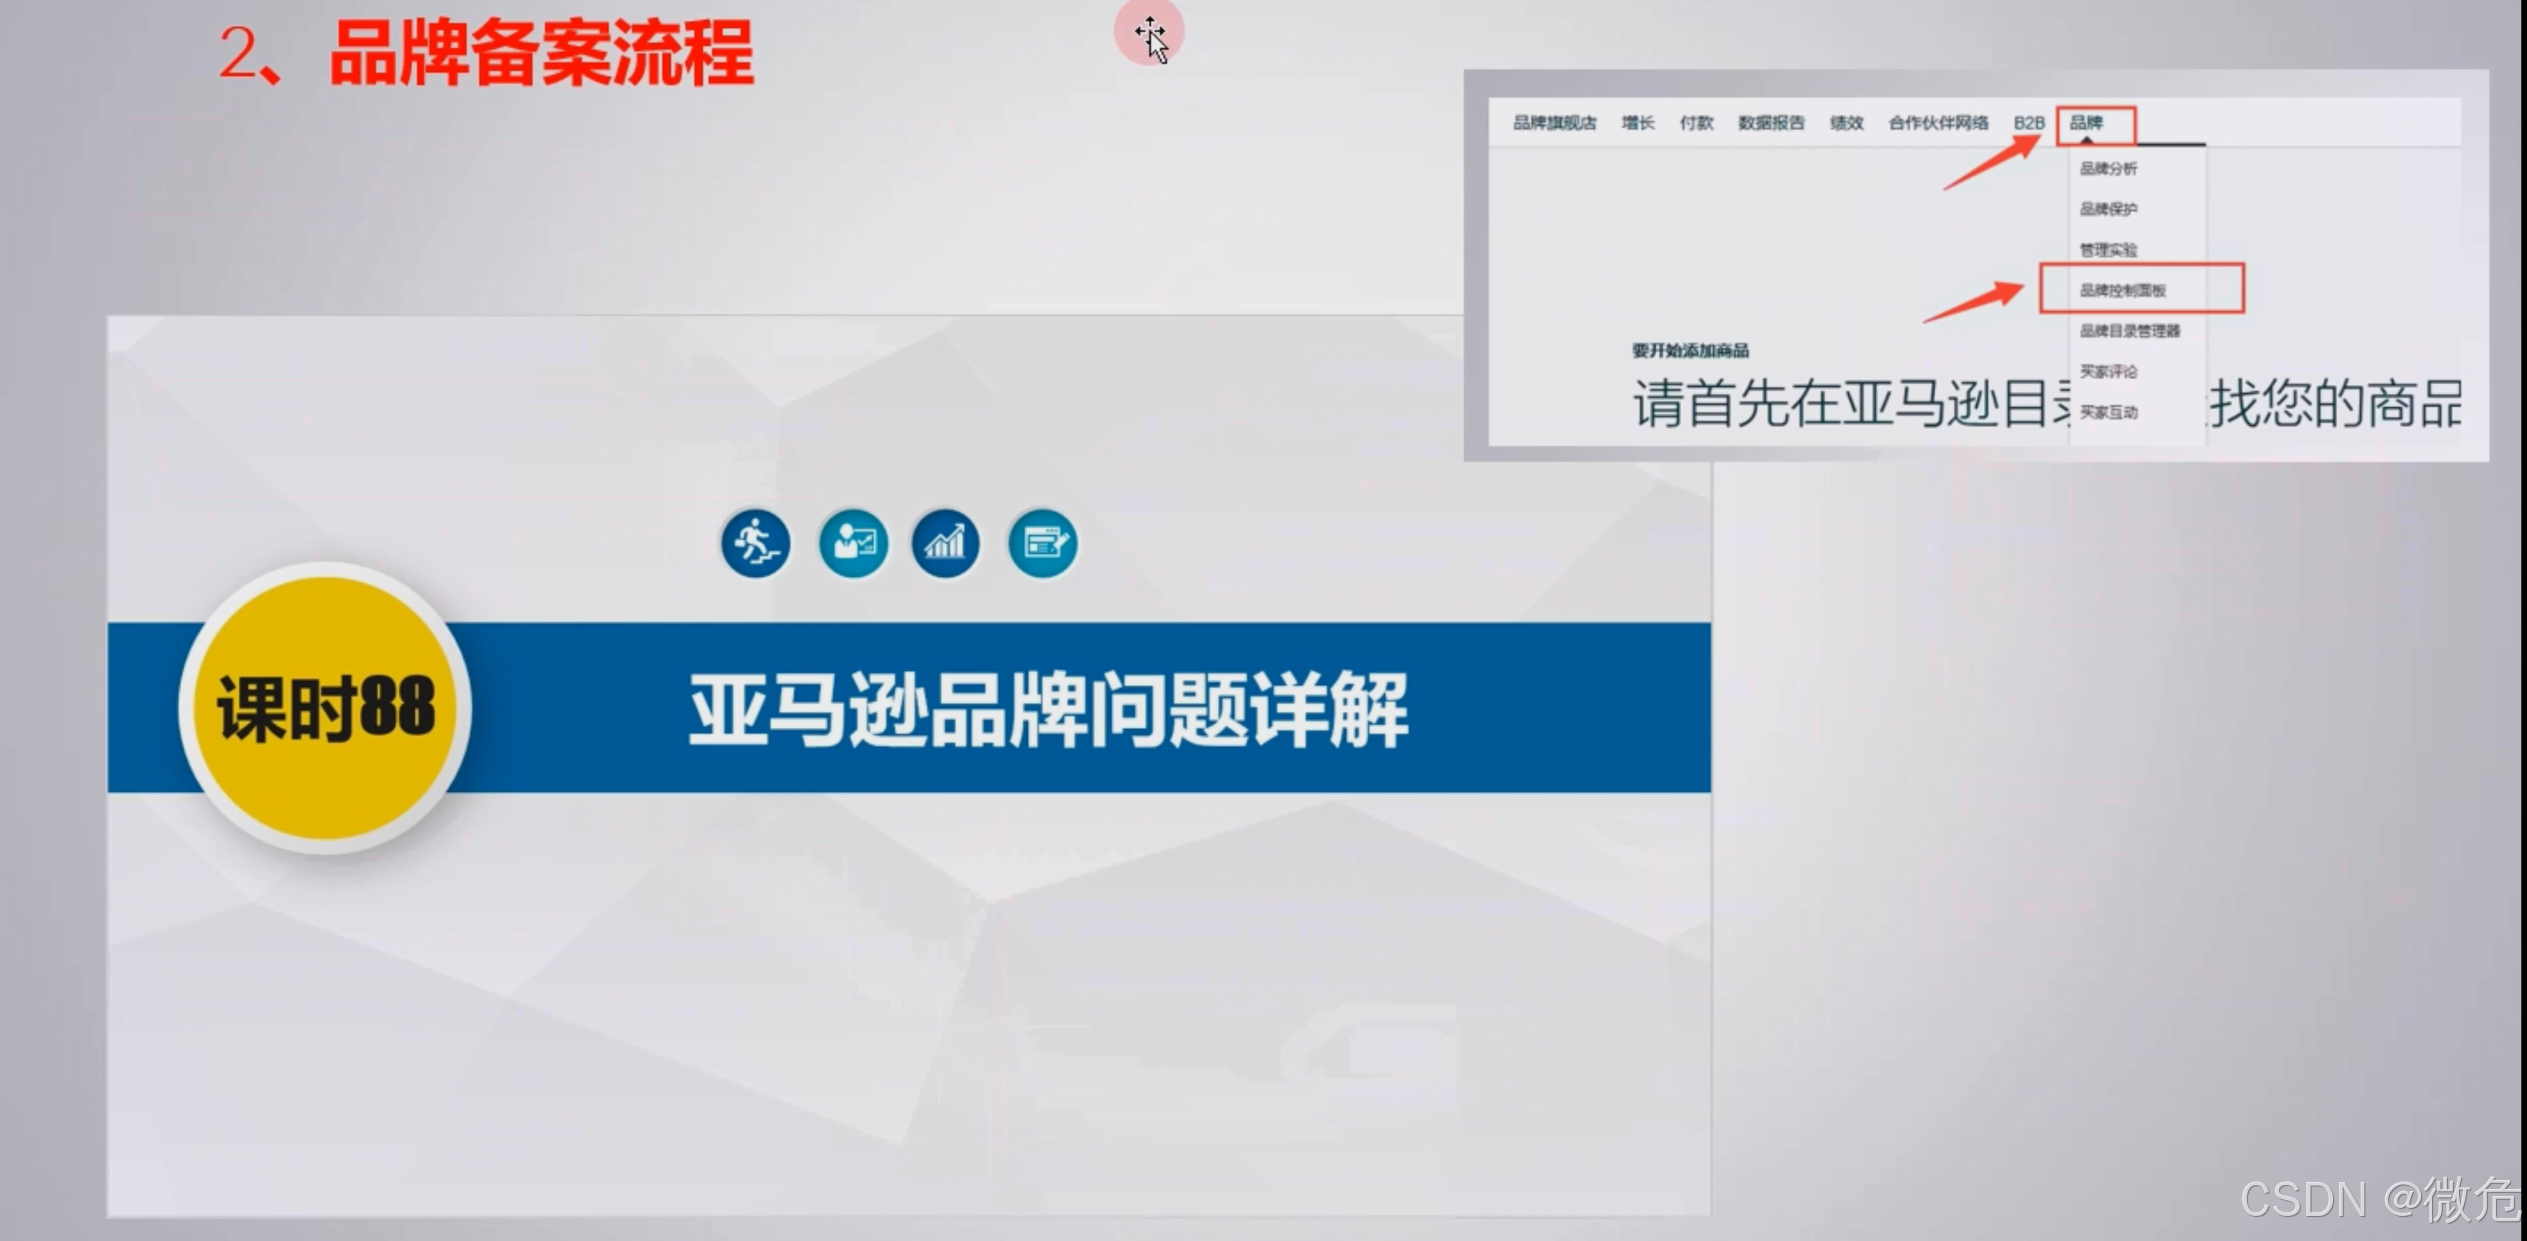 2、品牌备案流程
品牌旗舰店 增长 付款 数据报告 绩效 合作伙伴网络 B2B 品牌
品牌分析
品牌保护
管理实验
品牌控制面板
品牌目录管理器
买家评论
买家互动
要开始添加商品
请首先在亚马逊目录 找您的商品
课时88
亚马逊品牌问题详解
CSDN @微危